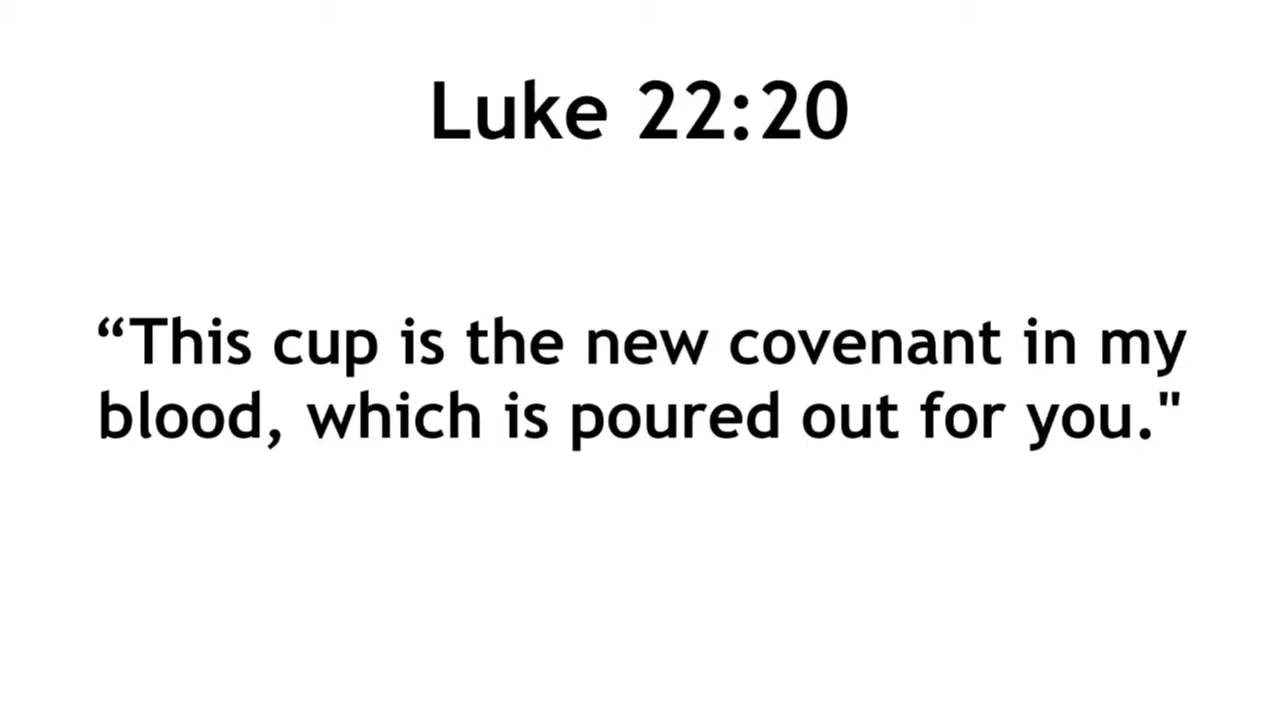 Luke 22:20
“This cup is the new covenant in my
blood, which is poured out for you."